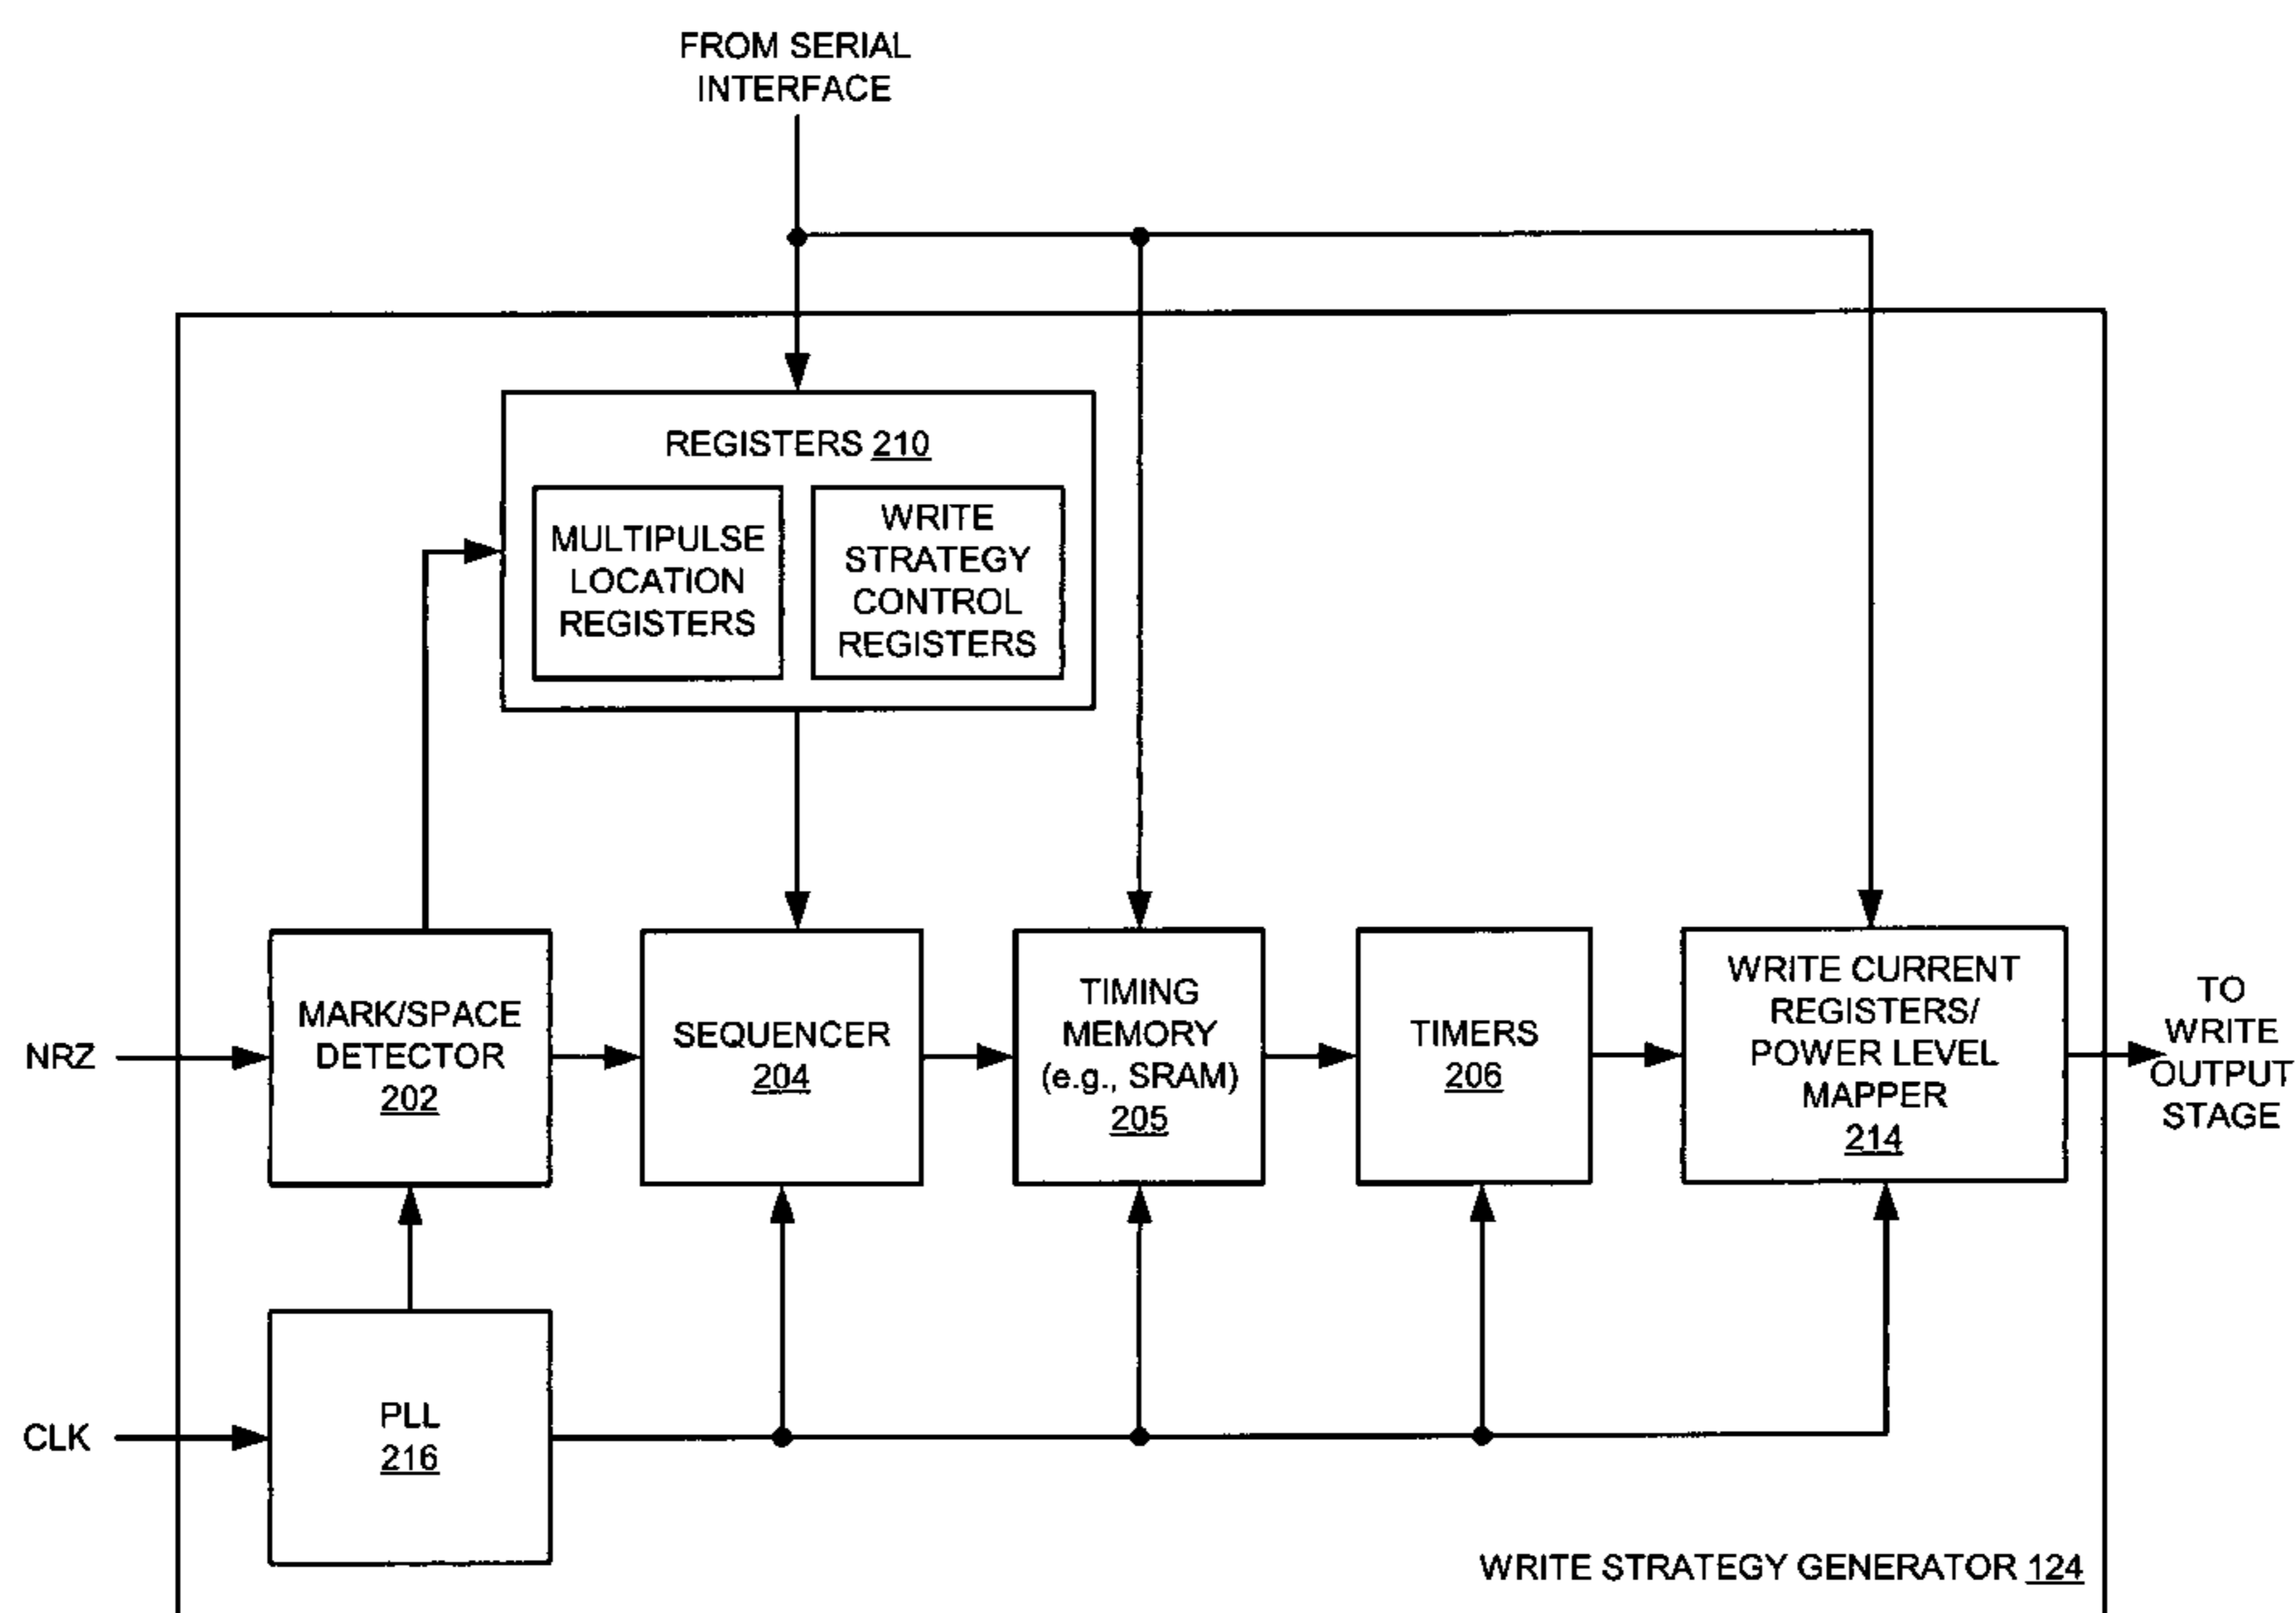 FROM SERIAL
INTERFACE
REGISTERS 210
MULTIPULSE
LOCATION
REGISTERS
WRITE
STRATEGY
CONTROL
REGISTERS
NRZ
MARK/SPACE
DETECTOR
202
SEQUENCER
204
TIMING
MEMORY
(e.g., SRAM)
205
TIMERS
206
WRITE CURRENT
REGISTERS/
POWER LEVEL
MAPPER
214
TO
WRITE
OUTPUT
STAGE
CLK
PLL
216
WRITE STRATEGY GENERATOR 124